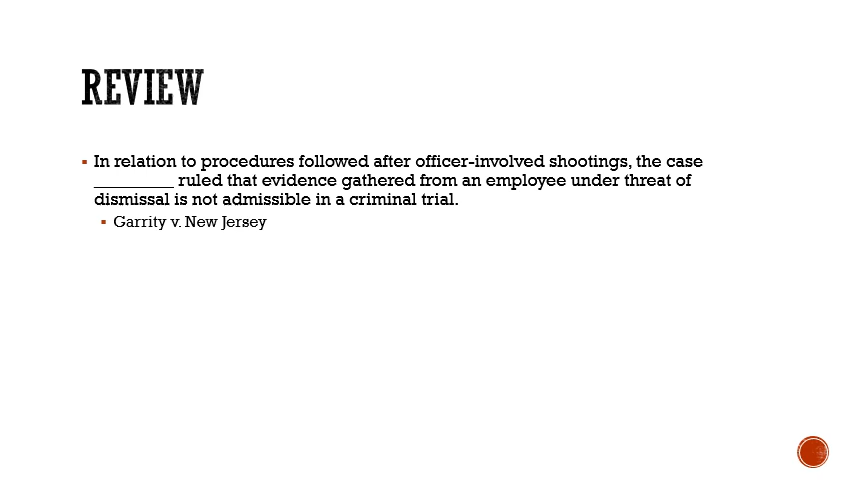 REVIEW
▪ In relation to procedures followed after officer-involved shootings, the case
_________ ruled that evidence gathered from an employee under threat of
dismissal is not admissible in a criminal trial.
▪ Garrity v. New Jersey